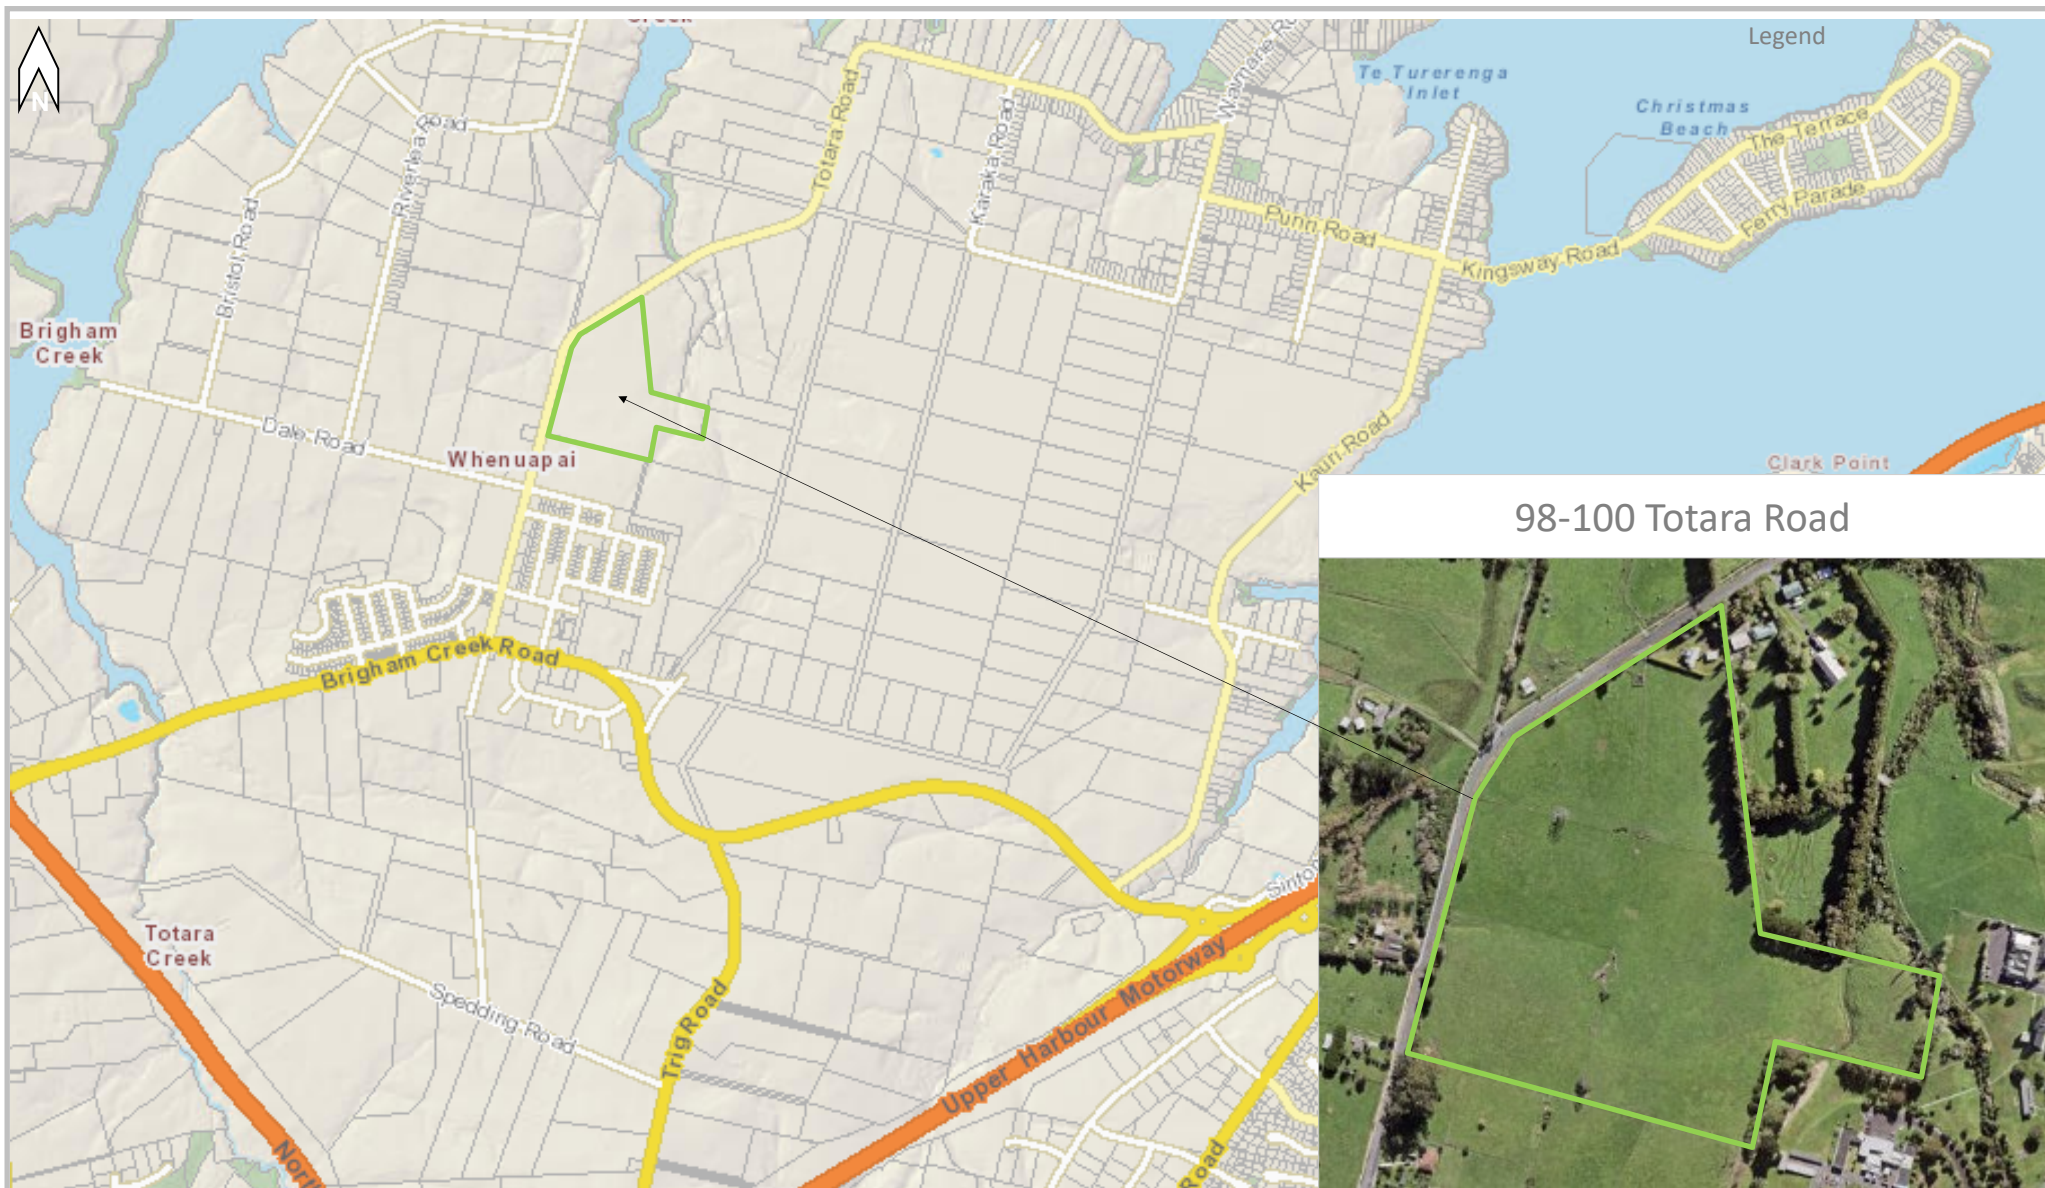 Creek
Legend
N
Te Turerenga
Inlet
Christmas
Beach
The Terrace
Ferry Parade
Totara Road
Karaka Road
Riverlea Road
Bristol Road
Punn Road
Kingsway Road
Brigham
Creek
Dale Road
Whenuapai
Kauri Road
Clark Point
98-100 Totara Road
Brigham Creek Road
Totara
Creek
Spedding Road
Trig Road
Upper Harbour Motorway
Road